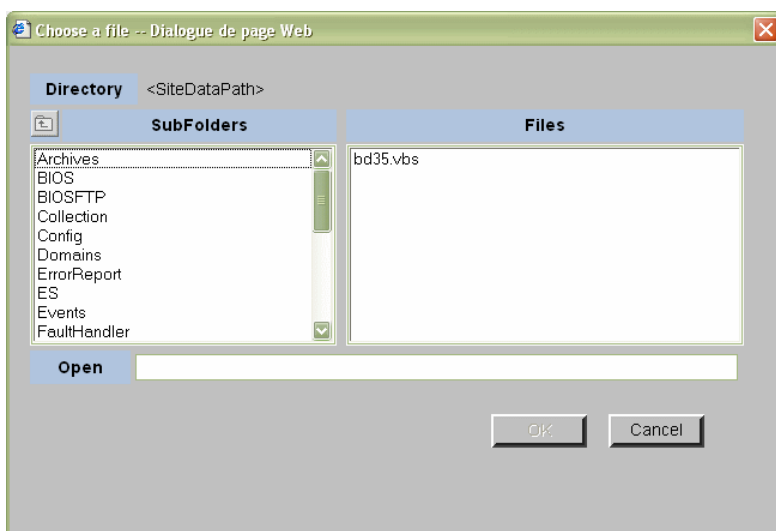 Choose a file -- Dialogue de page Web
Directory <SiteDataPath>
SubFolders Files
Archives bd35.vbs
BIOS
BIOSFTP
Collection
Config
Domains
ErrorReport
ES
Events
FaultHandler
Open
OK Cancel